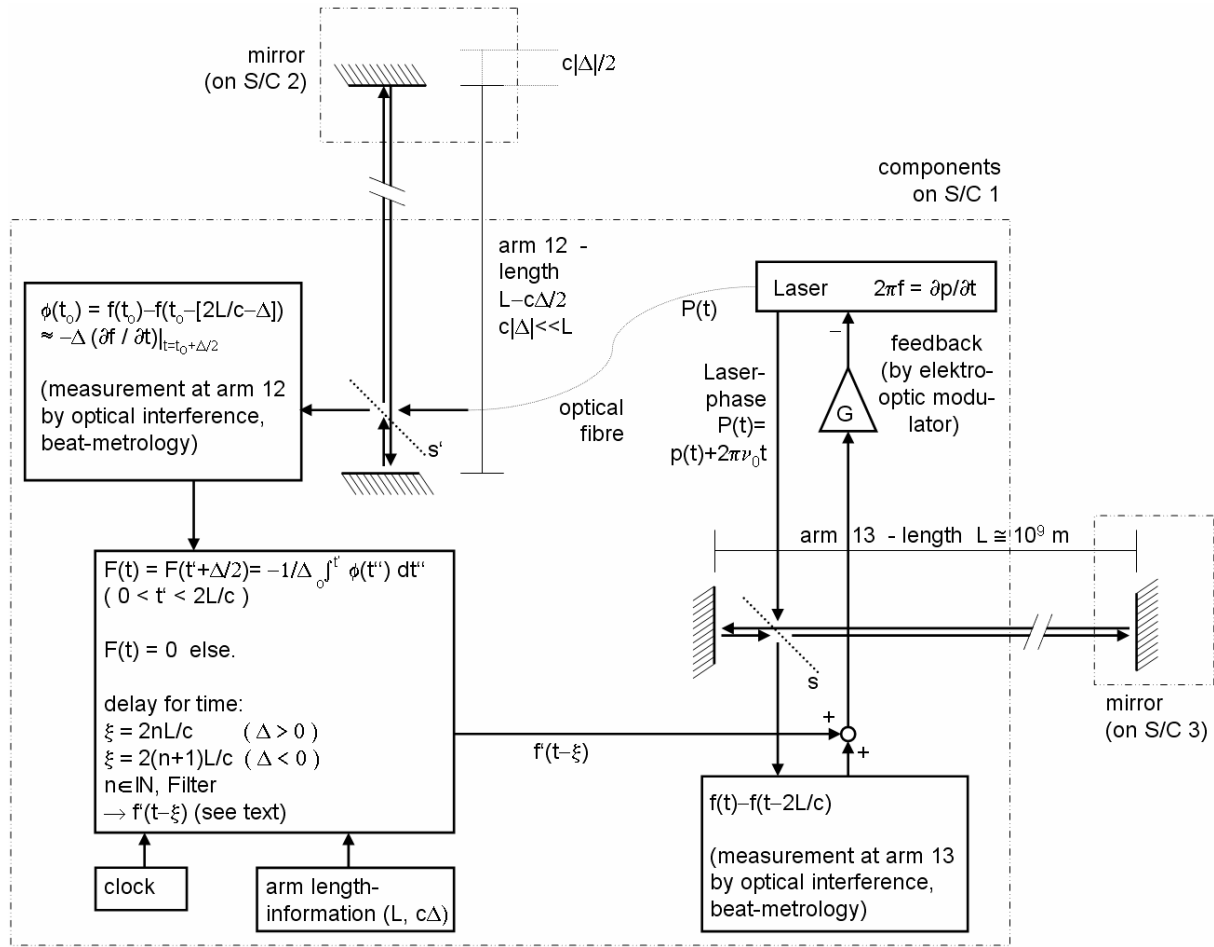 mirror
(on S/C 2)
c|Δ|/2
components
on S/C 1
arm 12 -
length
L–cΔ/2
c|Δ|<<L
Laser 2πf = ∂p/∂t
P(t)
–
feedback
(by elektro-
optic modu-
lator)
G
Laser-
phase
P(t)=
p(t)+2πν₀t
optical
fibre
ϕ(t₀) = f(t₀)–f(t₀-[2L/c–Δ])
≈ –Δ (∂f / ∂t)|t=t₀+Δ/2
(measurement at arm 12
by optical interference,
beat-metrology)
s‘
arm 13 - length L ≅ 10⁹ m
F(t) = F(t‘+Δ/2)= –1/Δ ₀∫ᵗ‘ ϕ(t“) dt“
( 0 < t‘ < 2L/c )
F(t) = 0 else.
delay for time:
ξ = 2nL/c ( Δ > 0 )
ξ = 2(n+1)L/c ( Δ < 0 )
n∈IN, Filter
→ f‘(t–ξ) (see text)
s
mirror
(on S/C 3)
+
+
f‘(t–ξ)
f(t)–f(t–2L/c)
(measurement at arm 13
by optical interference,
beat-metrology)
clock
arm length-
information (L, cΔ)